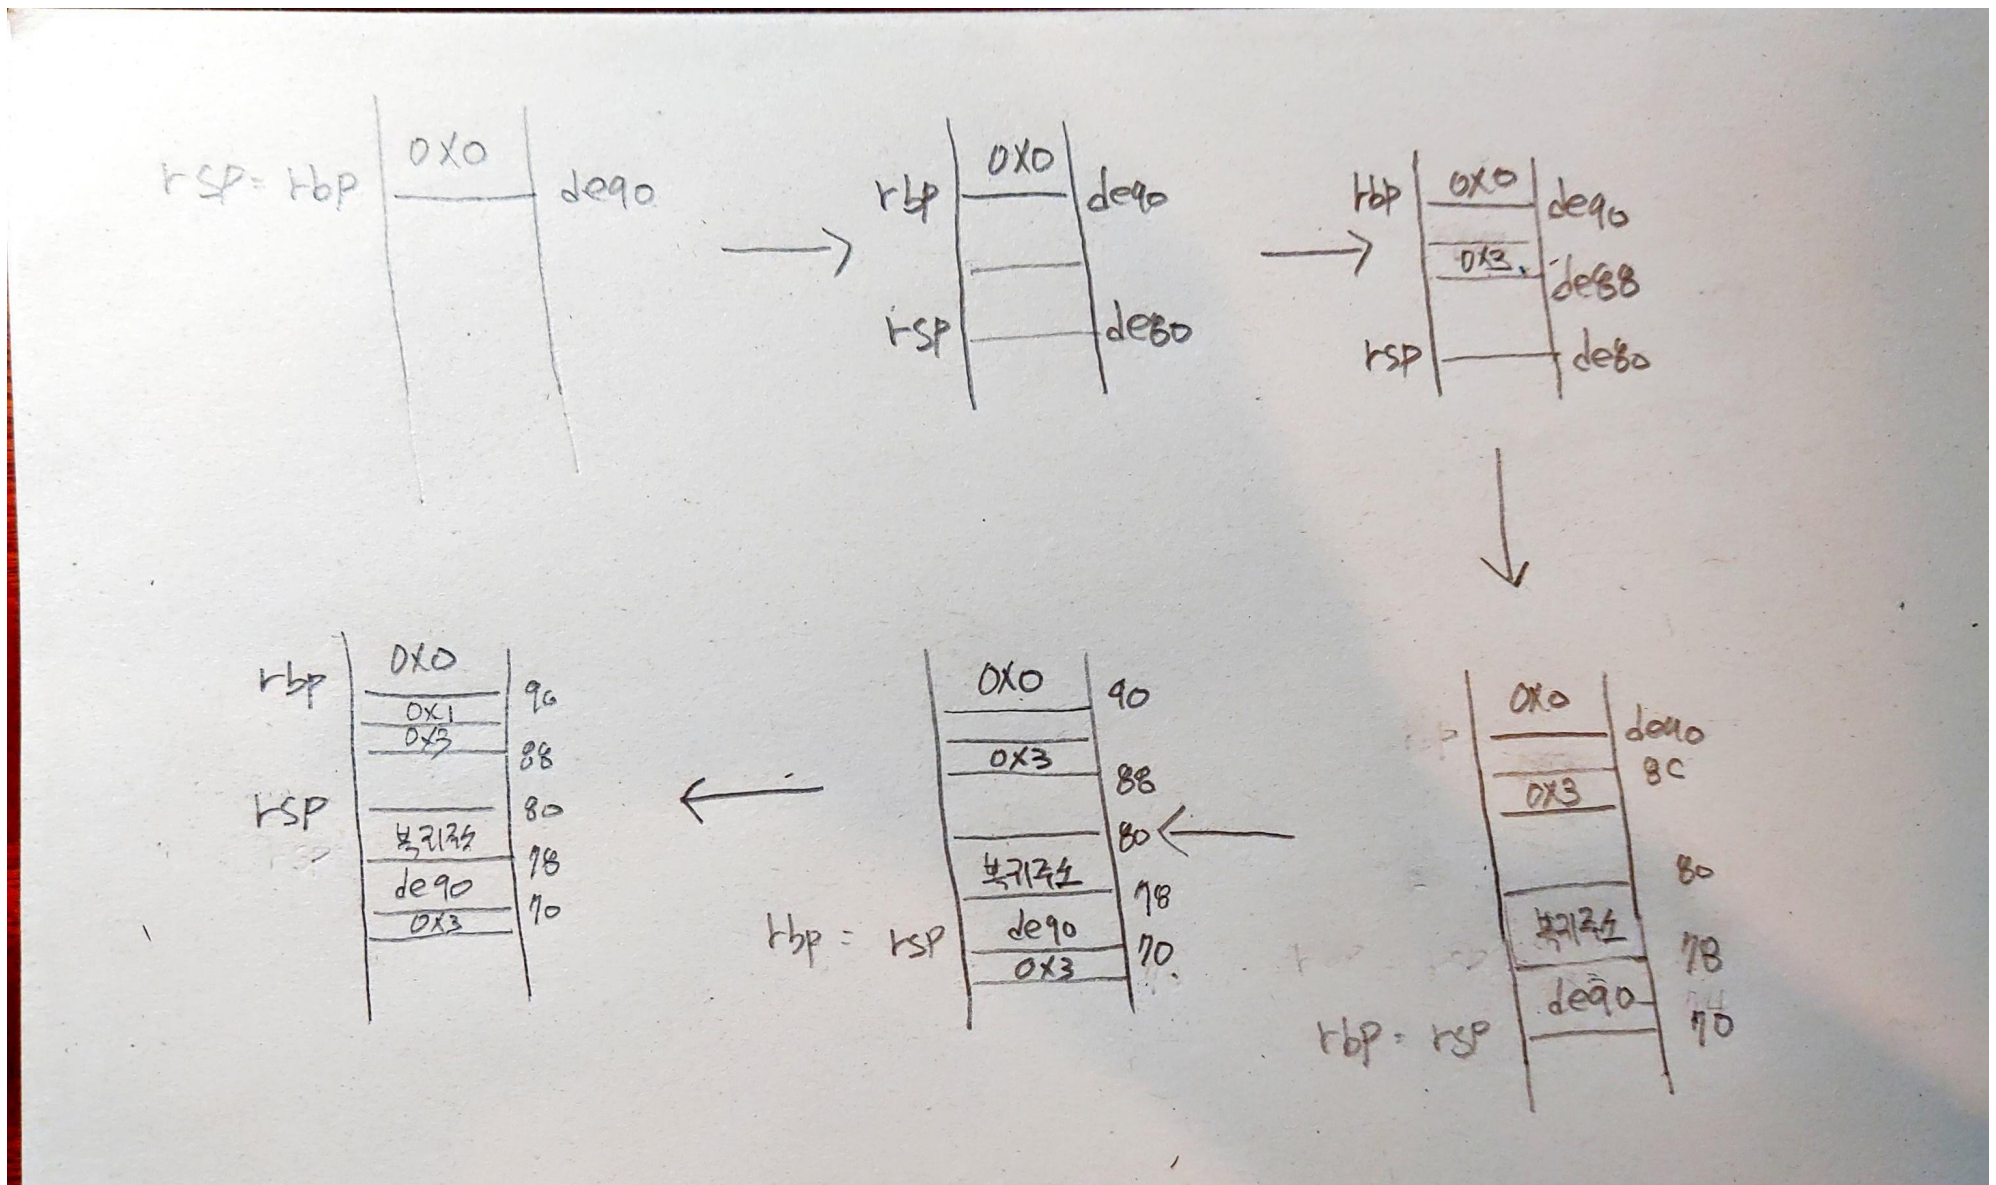 rsp = rbp 0x0 de90
rbp 0x0 de90
rsp de80
rbp 0x0 de90
0x3
de88
rsp de80
0x0 de90
8c
0x3
80
복귀주소 78
de90
rbp = rsp 70
0x0 90
0x3
88
80
복귀주소 78
rbp = rsp de90 70
0x3
rbp 0x0 90
0x1
0x3
88
rsp 80
복귀주소
78
de90
70
0x3